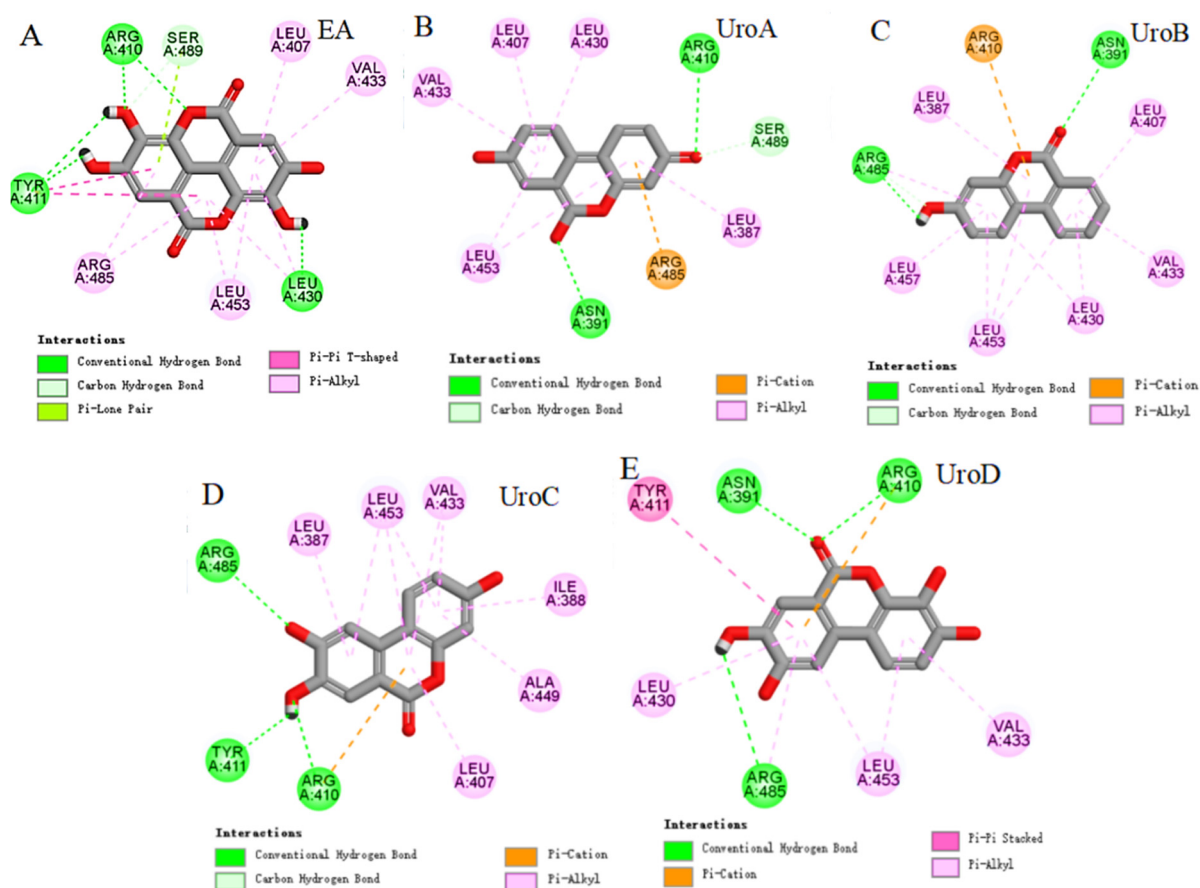 A
EA
ARG
A:410
SER
A:489
LEU
A:407
VAL
A:433
TYR
A:411
ARG
A:485
LEU
A:453
LEU
A:430
Interactions
Conventional Hydrogen Bond
Carbon Hydrogen Bond
Pi-Lone Pair
Pi-Pi T-shaped
Pi-Alkyl
B
UroA
LEU
A:407
LEU
A:430
ARG
A:410
VAL
A:433
SER
A:489
LEU
A:387
LEU
A:453
ARG
A:485
ASN
A:391
Interactions
Conventional Hydrogen Bond
Carbon Hydrogen Bond
Pi-Cation
Pi-Alkyl
C
UroB
ARG
A:410
ASN
A:391
LEU
A:387
LEU
A:407
ARG
A:485
LEU
A:457
VAL
A:433
LEU
A:430
LEU
A:453
Interactions
Conventional Hydrogen Bond
Carbon Hydrogen Bond
Pi-Cation
Pi-Alkyl
D
UroC
LEU
A:453
VAL
A:433
LEU
A:387
ARG
A:485
ILE
A:388
ALA
A:449
TYR
A:411
ARG
A:410
LEU
A:407
Interactions
Conventional Hydrogen Bond
Carbon Hydrogen Bond
Pi-Cation
Pi-Alkyl
E
UroD
TYR
A:411
ASN
A:391
ARG
A:410
LEU
A:430
VAL
A:433
ARG
A:485
LEU
A:453
Interactions
Conventional Hydrogen Bond
Pi-Cation
Pi-Pi Stacked
Pi-Alkyl